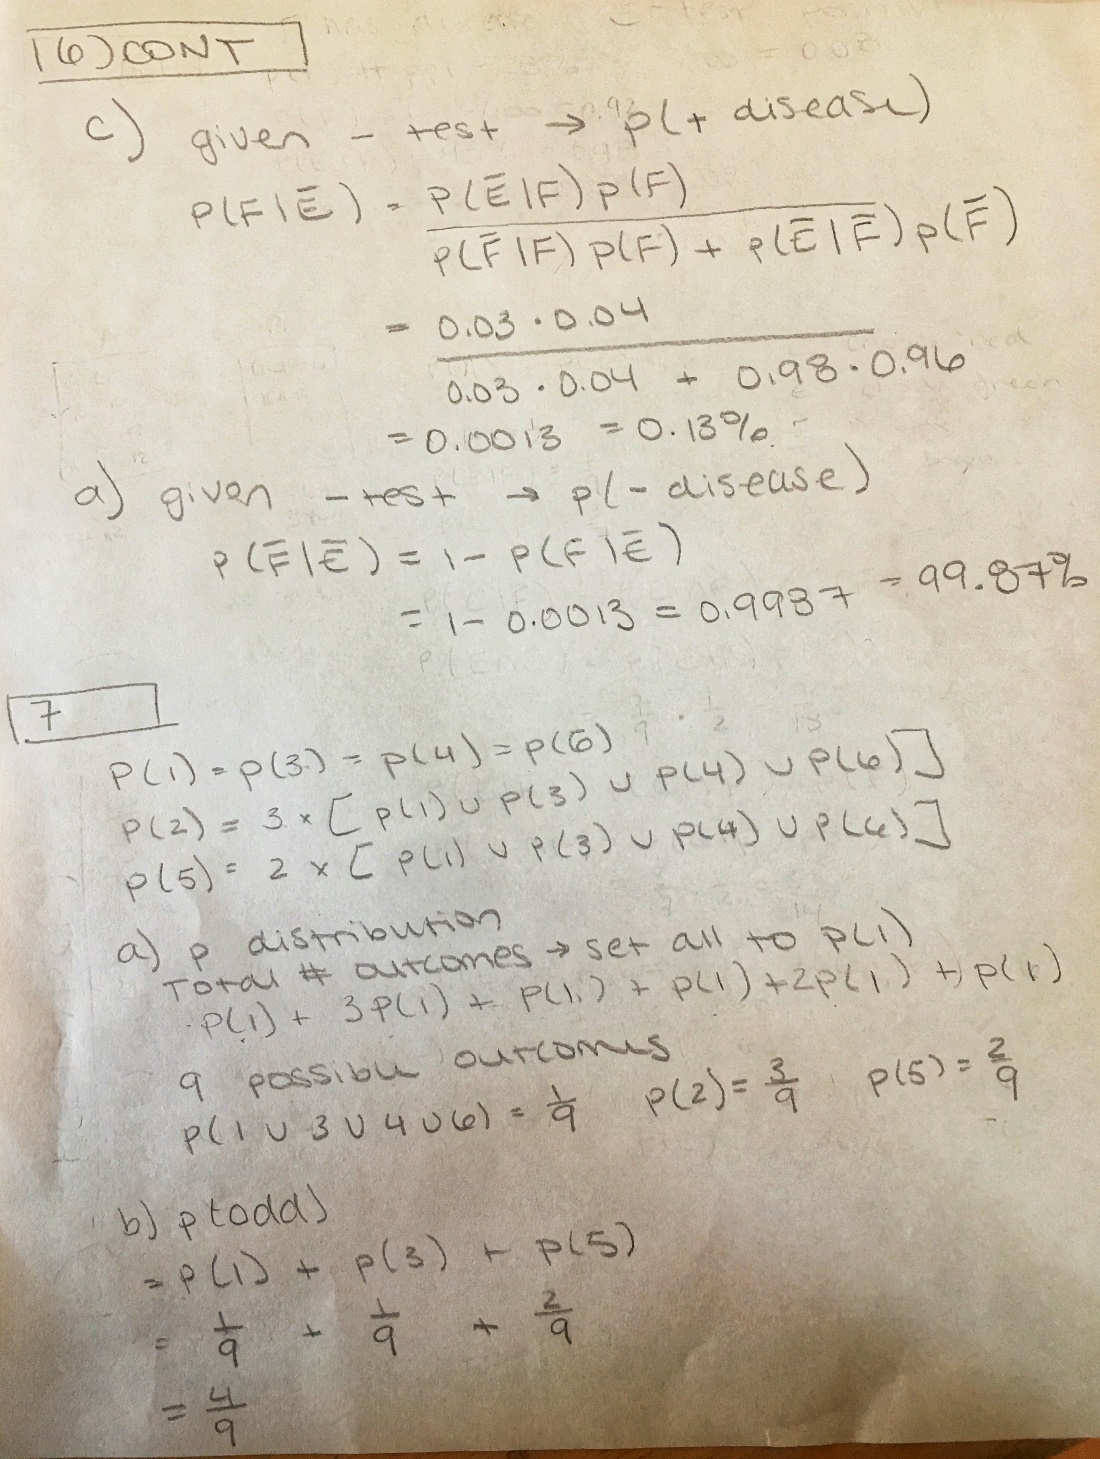 16) CONT
c) given - test → p(+ disease)
P(F|Ē) = P(Ē|F) p(F)
P(F̄|F) P(F) + P(Ē|F̄) p(F̄)
= 0.03 · 0.04
0.03 · 0.04 + 0.98 · 0.96
= 0.0013 = 0.13%
a) given - test → p(- disease)
P(F̄|Ē) = 1 - P(F|Ē)
= 1 - 0.0013 = 0.9987 = 99.87%
7
P(1) = p(3) = p(4) = p(6)
P(2) = 3 × [P(1) ∪ P(3) ∪ P(4) ∪ P(6)]
P(5) = 2 × [P(1) ∪ P(3) ∪ P(4) ∪ P(6)]
a) p distribution
Total # outcomes → set all to P(1)
P(1) + 3P(1) + P(1) + P(1) + 2P(1) + P(1)
9 possible outcomes
P(1 ∪ 3 ∪ 4 ∪ 6) = 1/9 P(2) = 3/9 P(5) = 2/9
b) p(odd)
= P(1) + P(3) + P(5)
= 1/9 + 1/9 + 2/9
= 4/9